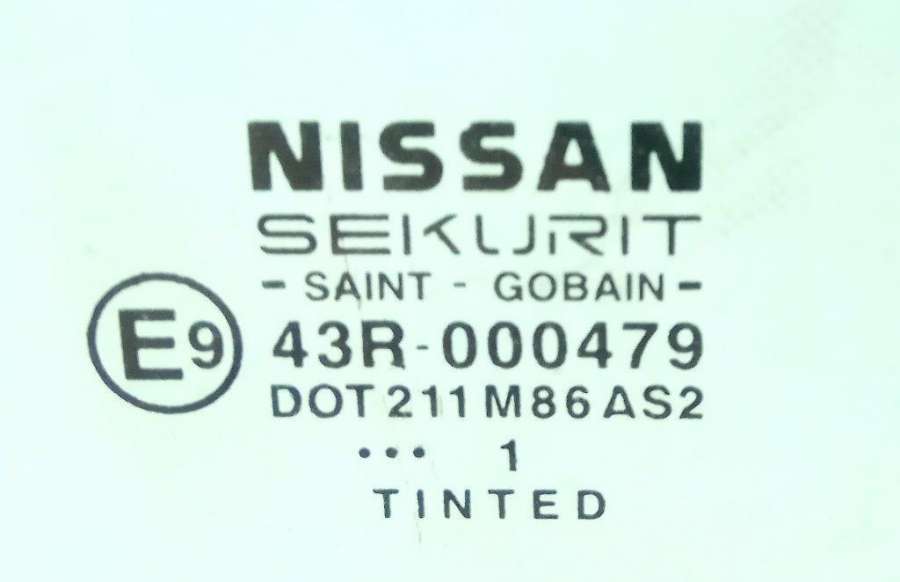 NISSAN
SEKURIT
- SAINT - GOBAIN -
E9 43R-000479
DOT 211 M86 AS2
••• 1
TINTED